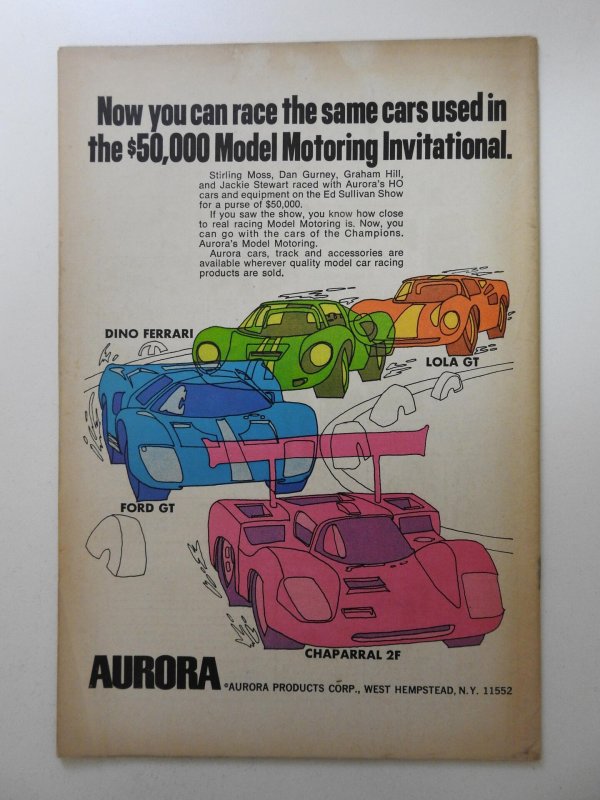 Now you can race the same cars used in
the $50,000 Model Motoring Invitational.
Stirling Moss, Dan Gurney, Graham Hill,
and Jackie Stewart raced with Aurora's HO
cars and equipment on the Ed Sullivan Show
for a purse of $50,000.
If you saw the show, you know how close
to real racing Model Motoring is. Now, you
can go with the cars of the Champions.
Aurora's Model Motoring.
Aurora cars, track and accessories are
available wherever quality model car racing
products are sold.
DINO FERRARI
LOLA GT
FORD GT
CHAPARRAL 2F
AURORA
©AURORA PRODUCTS CORP., WEST HEMPSTEAD, N.Y. 11552